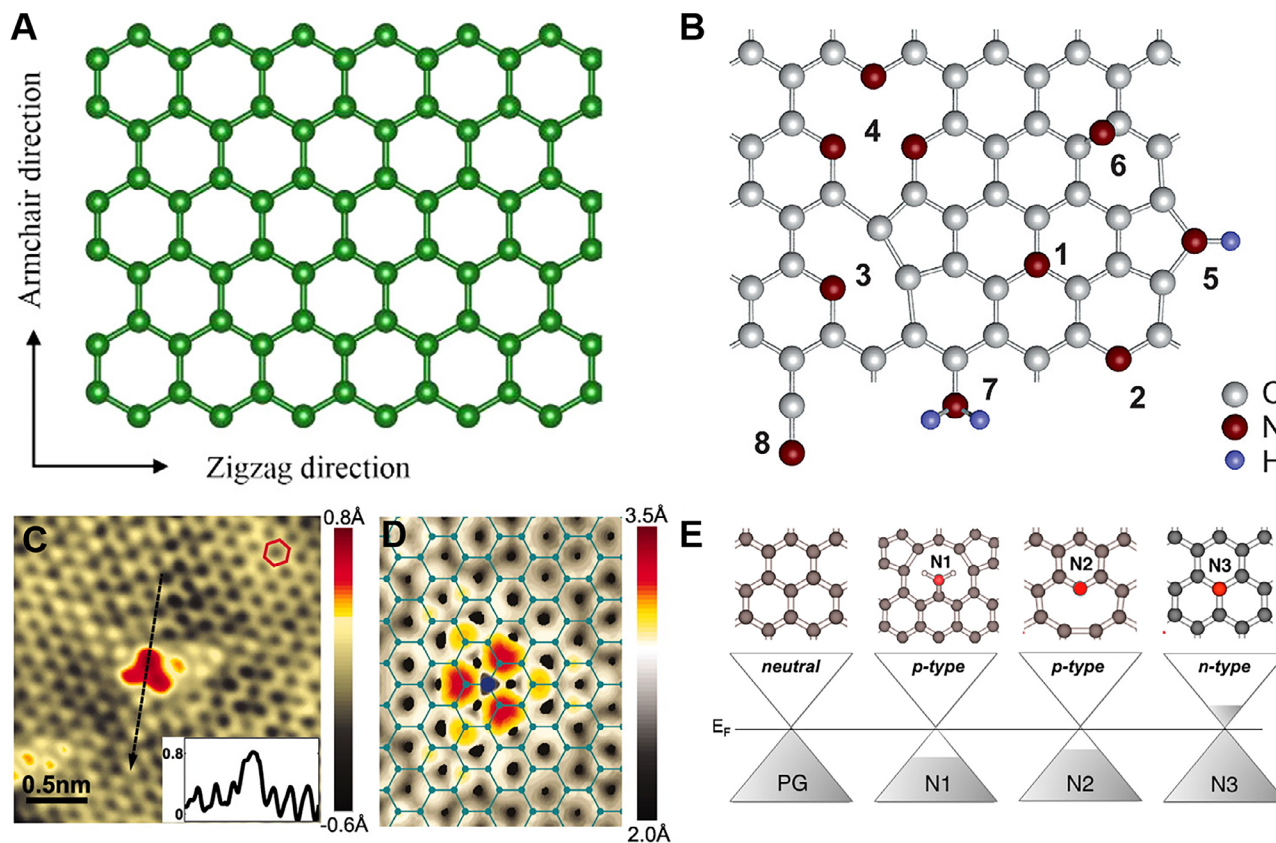 A
Armchair direction
Zigzag direction
B
4
6
1
3
5
7
2
8
C
N
H
C
0.8Å
-0.6Å
0.5nm
0.8
0
D
3.5Å
2.0Å
E
N1
N2
N3
neutral
p-type
p-type
n-type
EF
PG
N1
N2
N3